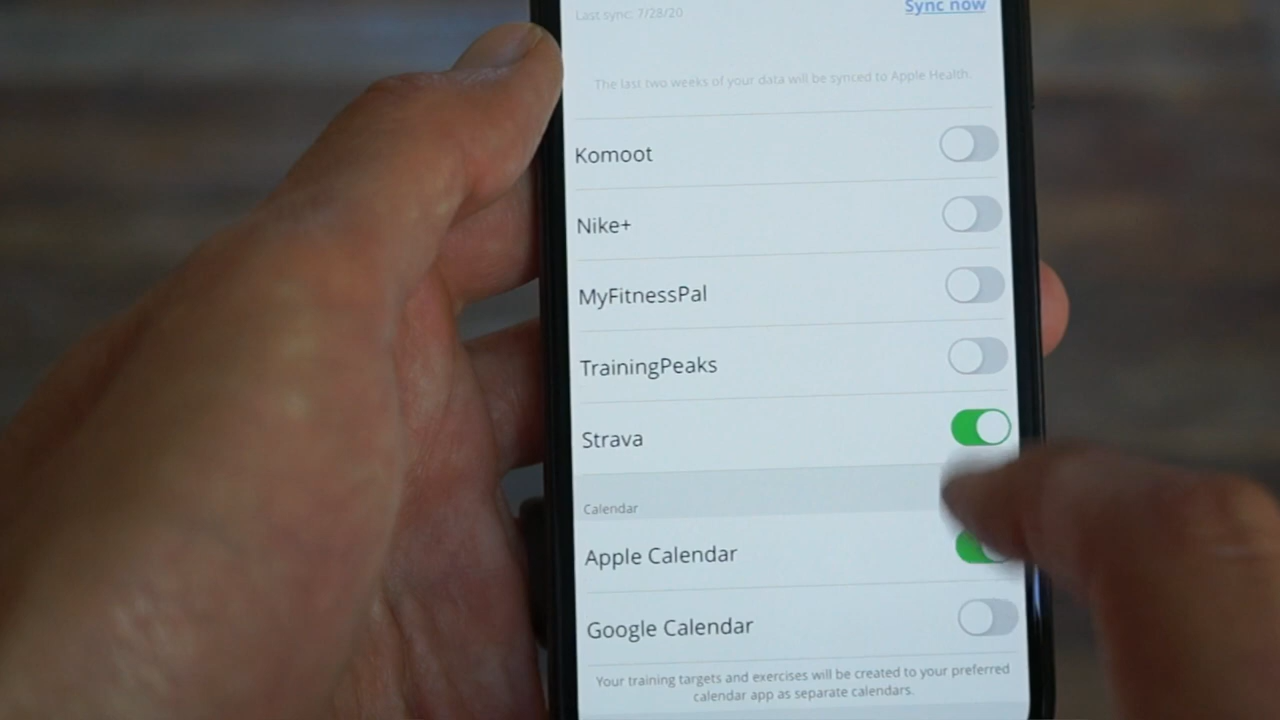 Last sync: 7/28/20 Sync now
The last two weeks of your data will be synced to Apple Health.
Komoot
Nike+
MyFitnessPal
TrainingPeaks
Strava
Calendar
Apple Calendar
Google Calendar
Your training targets and exercises will be created to your preferred
calendar app as separate calendars.